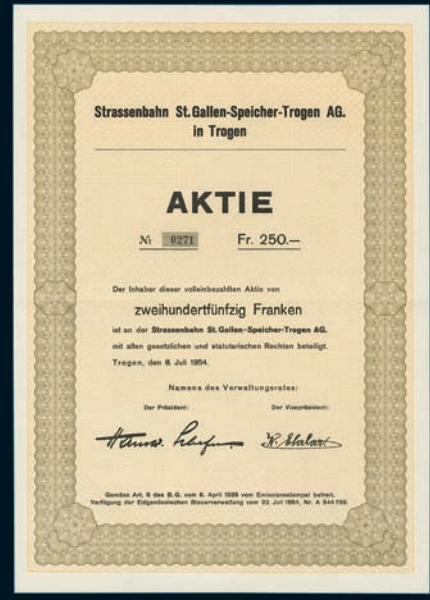 Strassenbahn St.Gallen-Speicher-Trogen AG.
in Trogen
AKTIE
№ 0271 Fr. 250.—
Der Inhaber dieser volleinbezahlten Aktie von
zweihundertfünfzig Franken
ist an der Strassenbahn St.Gallen-Speicher-Trogen AG.
mit allen gesetzlichen und statutarischen Rechten beteiligt.
Trogen, den 8. Juli 1954.
Namens des Verwaltungsrates:
Der Präsident: Der Vizepräsident:
Gemäss Art. 5 des B.G. vom 6. April 1939 vom Emissionsstempel befreit.
Verfügung der Eidgenössischen Steuerverwaltung vom 22. Juli 1954, Nr. A 544 759.